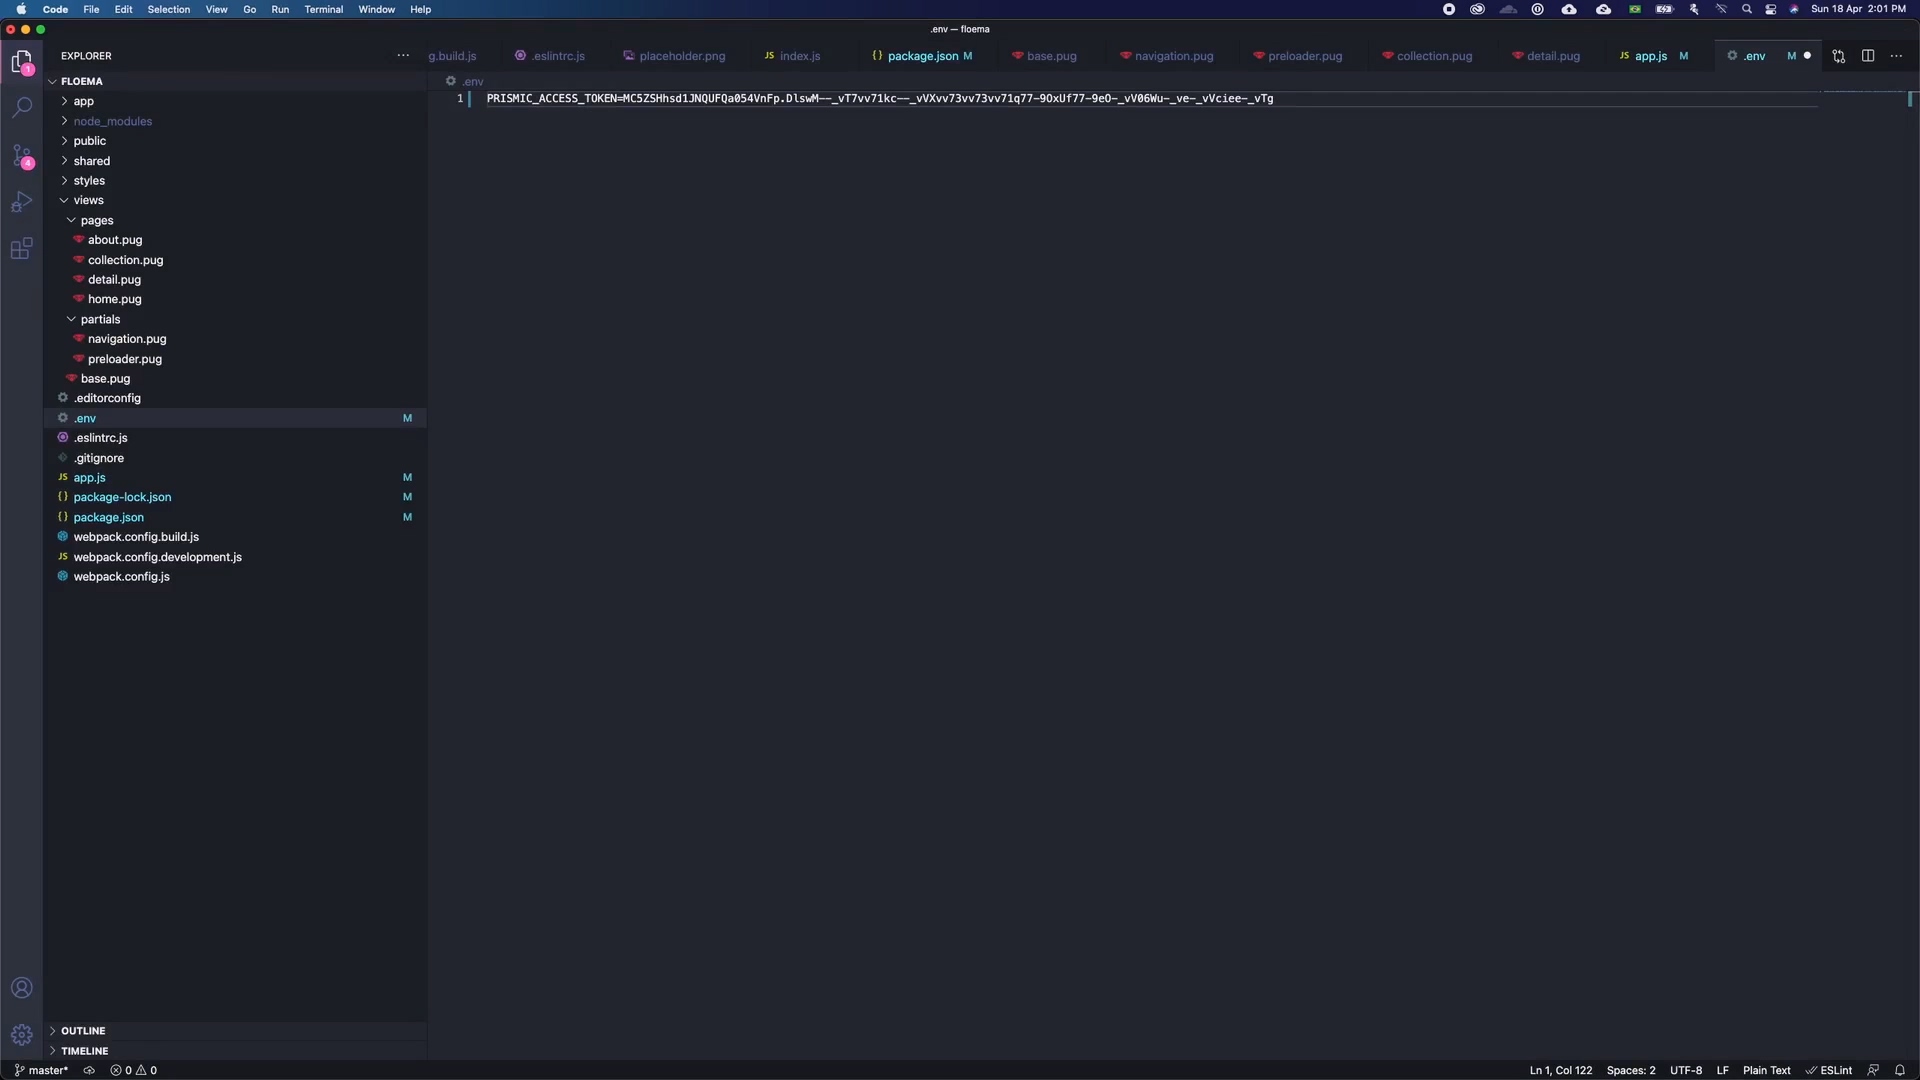 Code File Edit Selection View Go Run Terminal Window Help
Sun 18 Apr 2:01 PM
.env — floema
EXPLORER
g.build.js .eslintrc.js placeholder.png JS index.js {} package.json M base.pug navigation.pug preloader.pug collection.pug detail.pug JS app.js M .env M
1
FLOEMA
.env
1 PRISMIC_ACCESS_TOKEN=MC5ZSHhsd1JNQUFQa054VnFp.DlswM--_vT7vv71kc--_vVXvv73vv73vv71q77-9OxUf77-9eO-_vV06Wu-_ve-_vVciee-_vTg
app
node_modules
public
4
shared
styles
views
pages
about.pug
collection.pug
detail.pug
home.pug
partials
navigation.pug
preloader.pug
base.pug
.editorconfig
.env M
.eslintrc.js
.gitignore
JS app.js M
{} package-lock.json M
{} package.json M
webpack.config.build.js
JS webpack.config.development.js
webpack.config.js
OUTLINE
TIMELINE
master* 0 0
Ln 1, Col 122 Spaces: 2 UTF-8 LF Plain Text ESLint